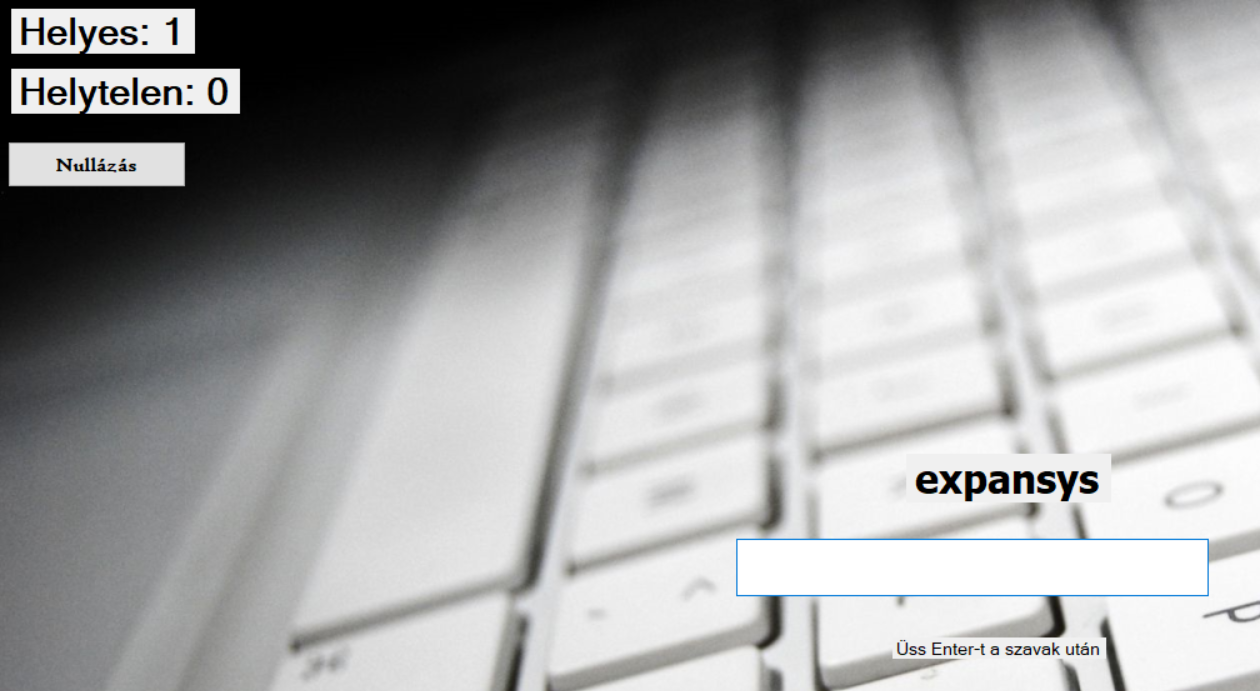 Helyes: 1
Helytelen: 0
Nullázás
expansys
Üss Enter-t a szavak után